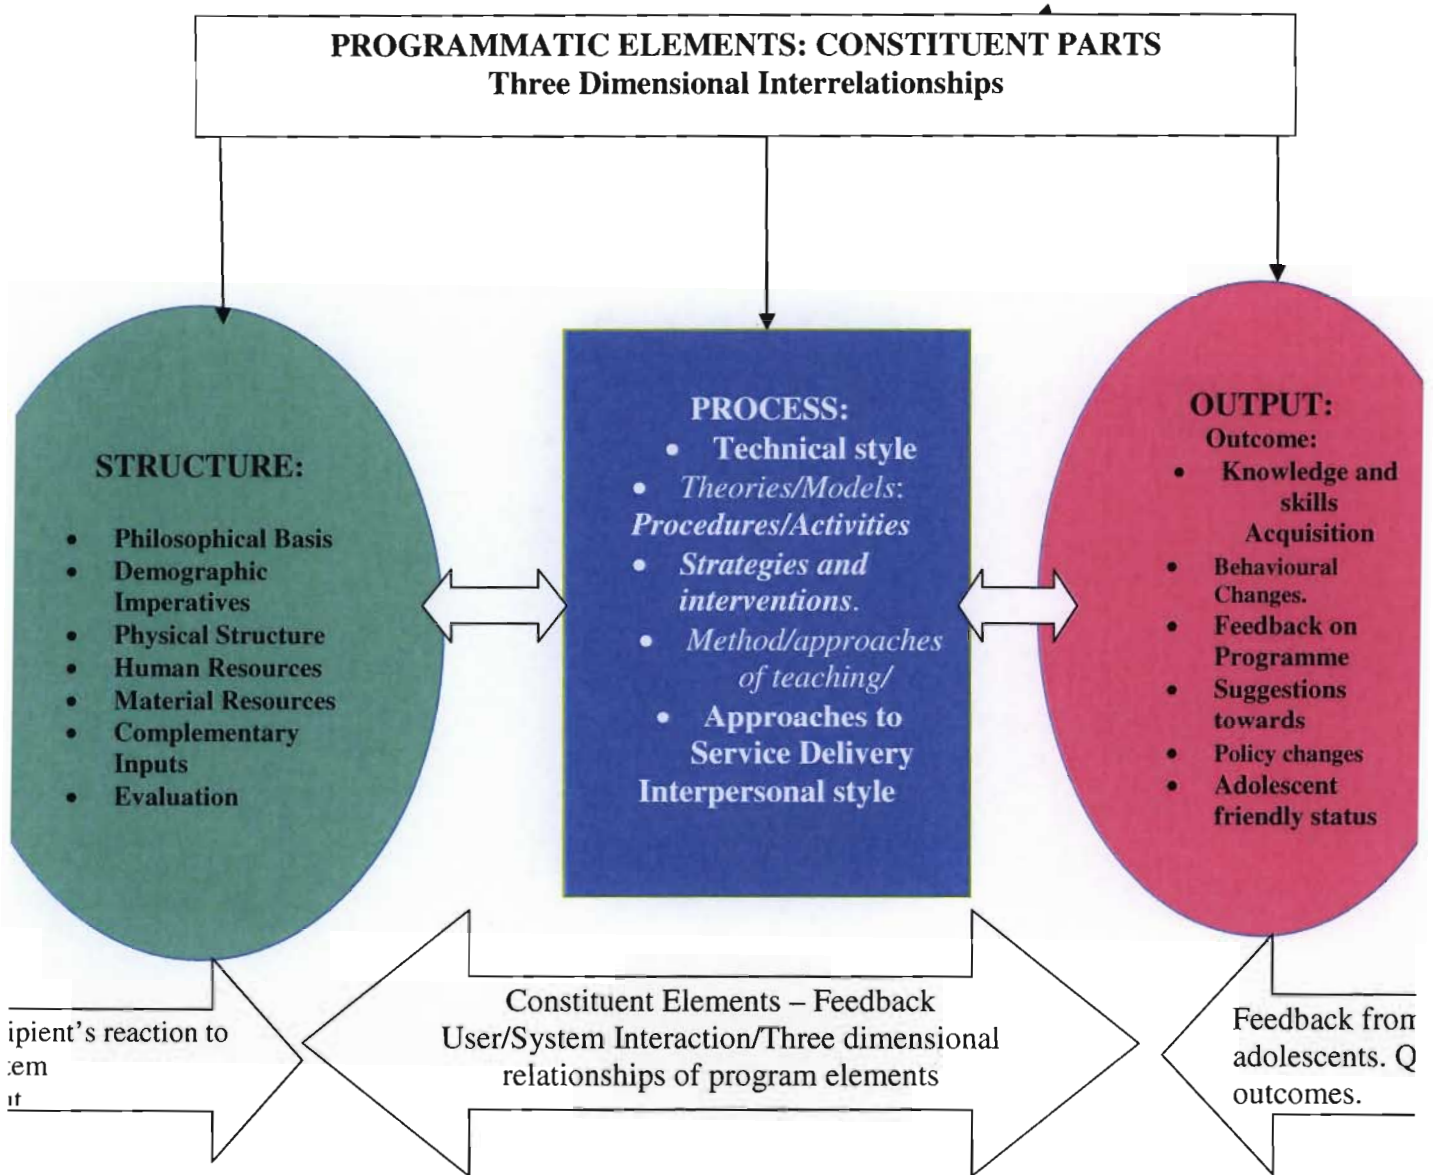 PROGRAMMATIC ELEMENTS: CONSTITUENT PARTS
Three Dimensional Interrelationships
STRUCTURE:
• Philosophical Basis
• Demographic
Imperatives
• Physical Structure
• Human Resources
• Material Resources
• Complementary
Inputs
• Evaluation
PROCESS:
• Technical style
• Theories/Models:
Procedures/Activities
• Strategies and
interventions.
• Method/approaches
of teaching/
• Approaches to
Service Delivery
Interpersonal style
OUTPUT:
Outcome:
• Knowledge and
skills
Acquisition
• Behavioural
Changes.
• Feedback on
Programme
• Suggestions
towards
• Policy changes
• Adolescent
friendly status
ipient's reaction to
Constituent Elements – Feedback
User/System Interaction/Three dimensional
relationships of program elements
Feedback from
adolescents. Q
outcomes.